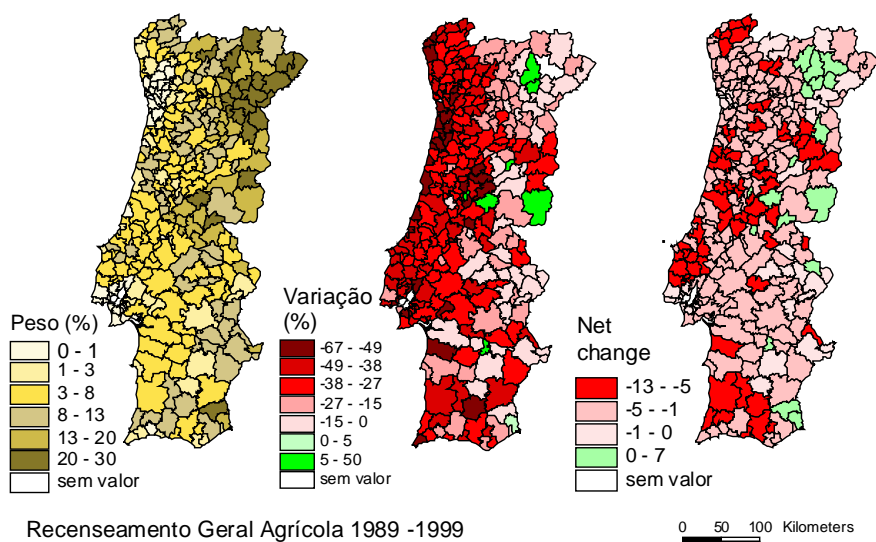 Peso (%)
0 - 1
1 - 3
3 - 8
8 - 13
13 - 20
20 - 30
sem valor
Variação
(%)
-67 - -49
-49 - -38
-38 - -27
-27 - -15
-15 - 0
0 - 5
5 - 50
sem valor
Net
change
-13 - -5
-5 - -1
-1 - 0
0 - 7
sem valor
Recenseamento Geral Agrícola 1989 -1999
0 50 100 Kilometers